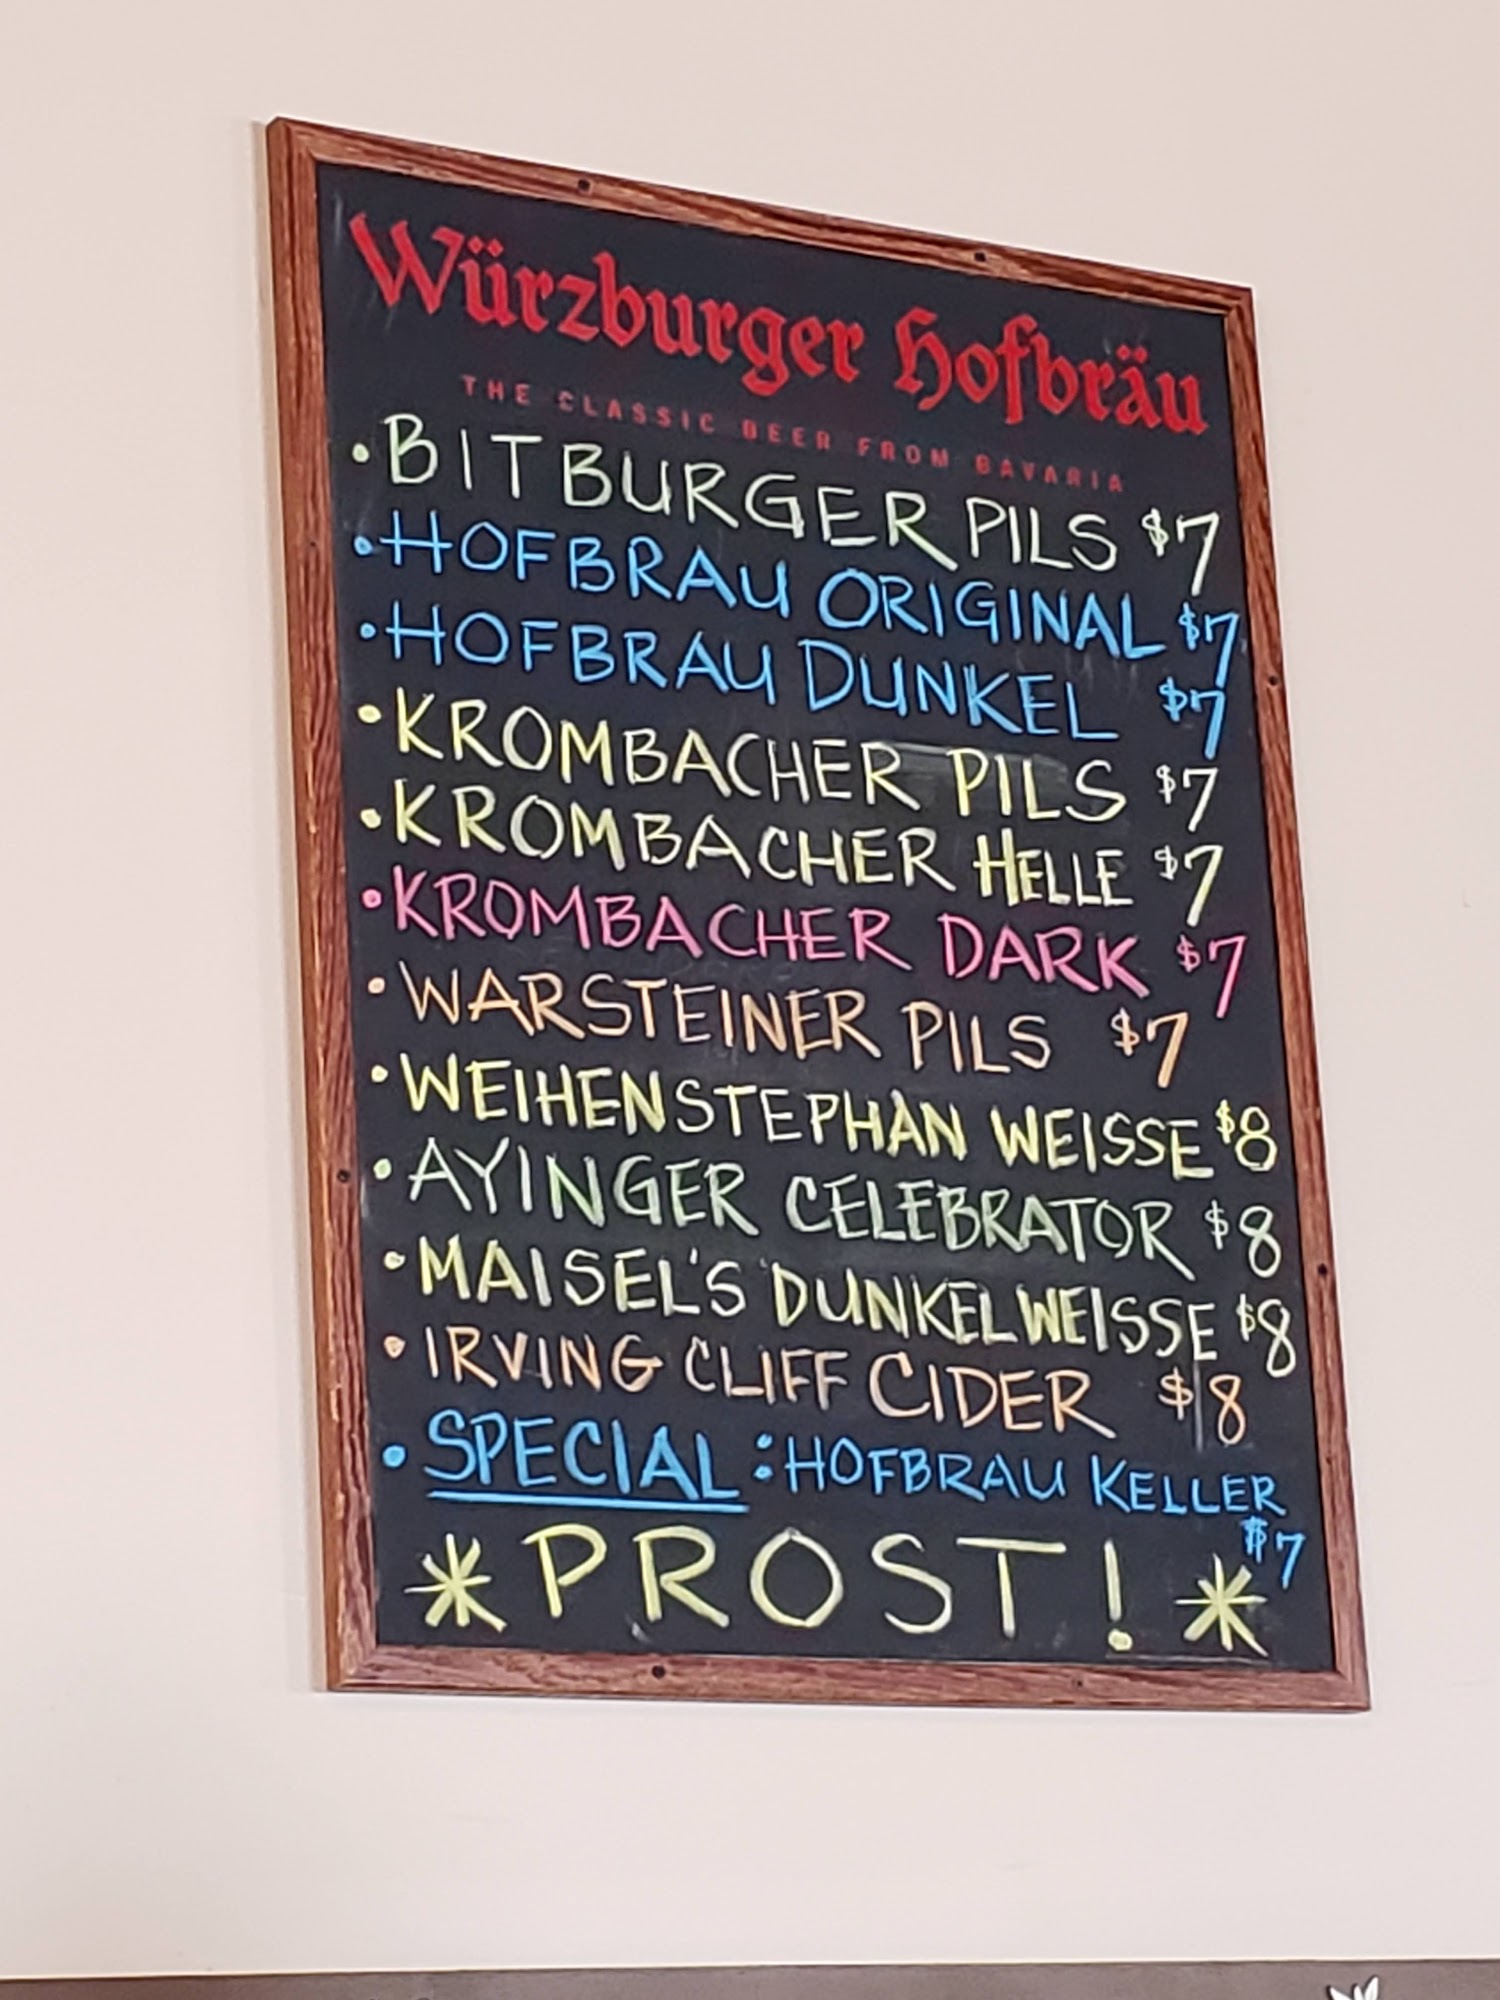 Würzburger Hofbräu
THE CLASSIC BEER FROM BAVARIA
• BITBURGER PILS $7
• HOFBRAU ORIGINAL $7
• HOFBRAU DUNKEL $7
• KROMBACHER PILS $7
• KROMBACHER HELLE $7
• KROMBACHER DARK $7
• WARSTEINER PILS $7
• WEIHENSTEPHAN WEISSE $8
• AYINGER CELEBRATOR $8
• MAISEL'S DUNKELWEISSE $8
• IRVING CLIFF CIDER $8
• SPECIAL : HOFBRAU KELLER
$7
* PROST! *